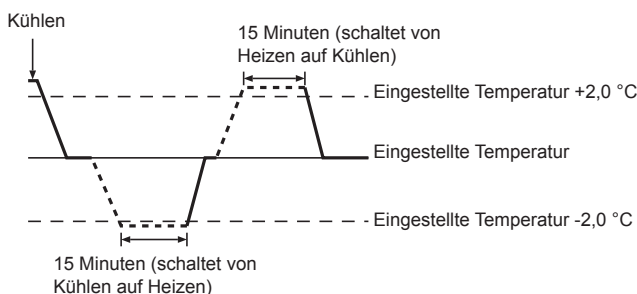 Kühlen
15 Minuten (schaltet von
Heizen auf Kühlen)
Eingestellte Temperatur +2,0 °C
Eingestellte Temperatur
Eingestellte Temperatur -2,0 °C
15 Minuten (schaltet von
Kühlen auf Heizen)